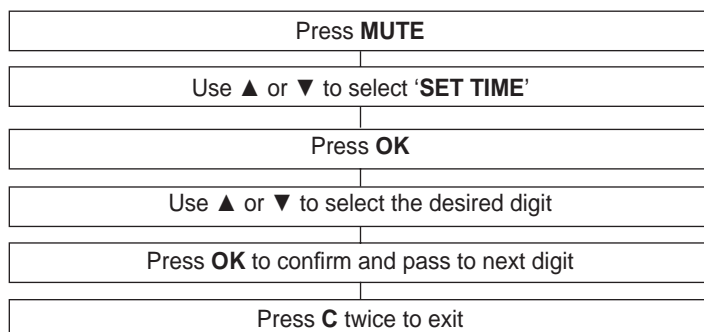 Press MUTE
Use ▲ or ▼ to select ‘SET TIME’
Press OK
Use ▲ or ▼ to select the desired digit
Press OK to confirm and pass to next digit
Press C twice to exit